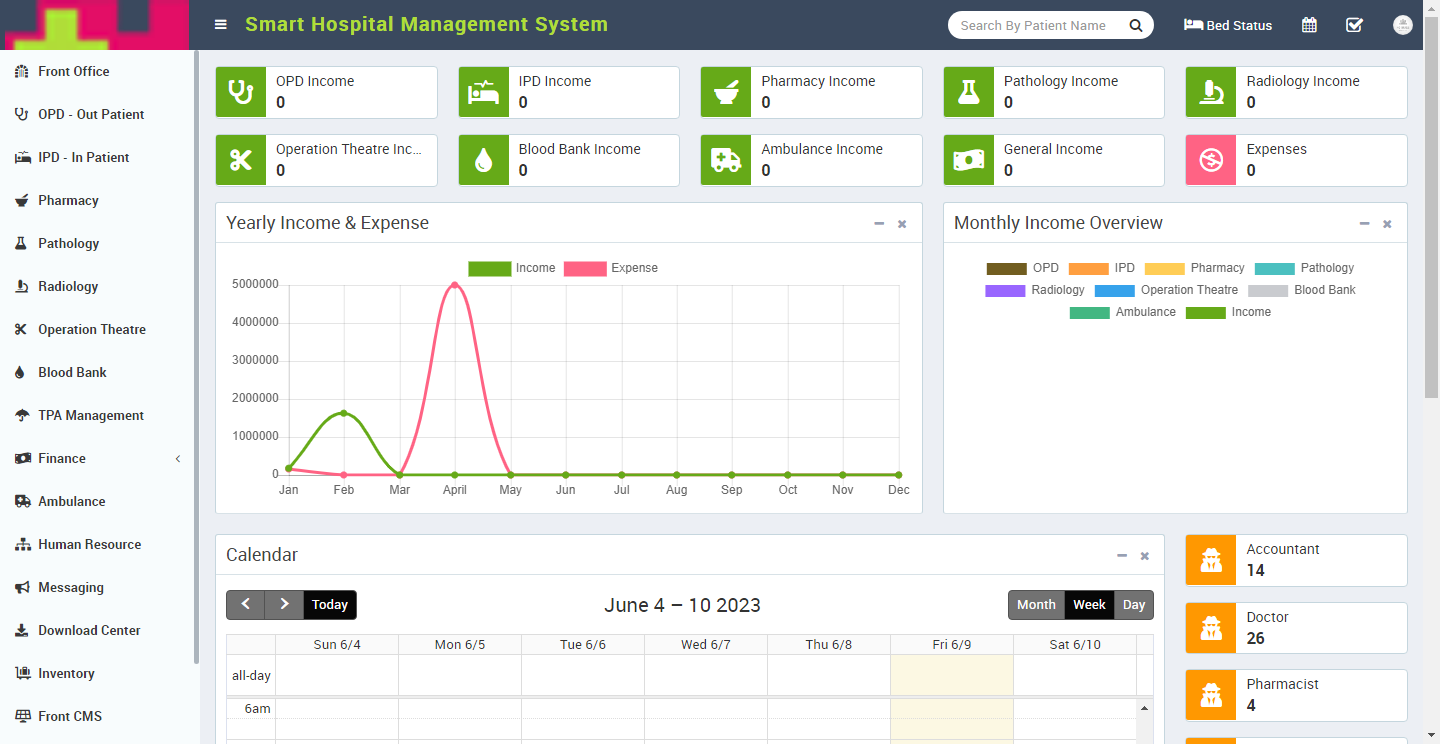 Smart Hospital Management System
Search By Patient Name
Bed Status
Front Office
OPD - Out Patient
IPD - In Patient
Pharmacy
Pathology
Radiology
Operation Theatre
Blood Bank
TPA Management
Finance
Ambulance
Human Resource
Messaging
Download Center
Inventory
Front CMS
OPD Income
0
IPD Income
0
Pharmacy Income
0
Pathology Income
0
Radiology Income
0
Operation Theatre Inc...
0
Blood Bank Income
0
Ambulance Income
0
General Income
0
Expenses
0
Yearly Income & Expense
Income Expense
5000000
4000000
3000000
2000000
1000000
0
Jan Feb Mar April May Jun Jul Aug Sep Oct Nov Dec
Monthly Income Overview
OPD IPD Pharmacy Pathology
Radiology Operation Theatre Blood Bank
Ambulance Income
Calendar
Today
June 4 – 10 2023
Month Week Day
Sun 6/4 Mon 6/5 Tue 6/6 Wed 6/7 Thu 6/8 Fri 6/9 Sat 6/10
all-day
6am
Accountant
14
Doctor
26
Pharmacist
4